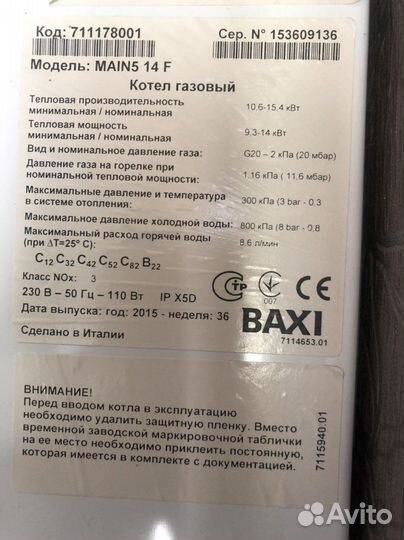 Код: 711178001
Сер. N° 153609136
Модель: MAIN5 14 F
Котел газовый
Тепловая производительность
минимальная / номинальная
10.6-15,4 кВт
Тепловая мощность
минимальная / номинальная
9.3-14 кВт
Вид и номинальное давление газа:
G20 – 2 кПа (20 мбар)
Давление газа на горелке при
номинальной тепловой мощности:
1.16 кПа ( 11,6 мбар)
Максимальные давление и температура
в системе отопления:
300 кПа (3 bar - 0.3
Максимальное давление холодной воды:
800 кПа (8 bar - 0,8
Максимальный расход горячей воды
(при ΔT=25° C):
8,6 л/мин
C12 C32 C42 C52 C82 B22
Класс NOx: 3
230 В – 50 Гц – 110 Вт IP X5D
Дата выпуска: год: 2015 - неделя: 36
Сделано в Италии
СТР
007
CE
BAXI
7114653.01
ВНИМАНИЕ!
Перед вводом котла в эксплуатацию
необходимо удалить защитную пленку. Вместо
временной заводской маркировочной таблички
на ее место необходимо приклеить постоянную,
которая имеется в комплекте с документацией.
7115940.01
Avito